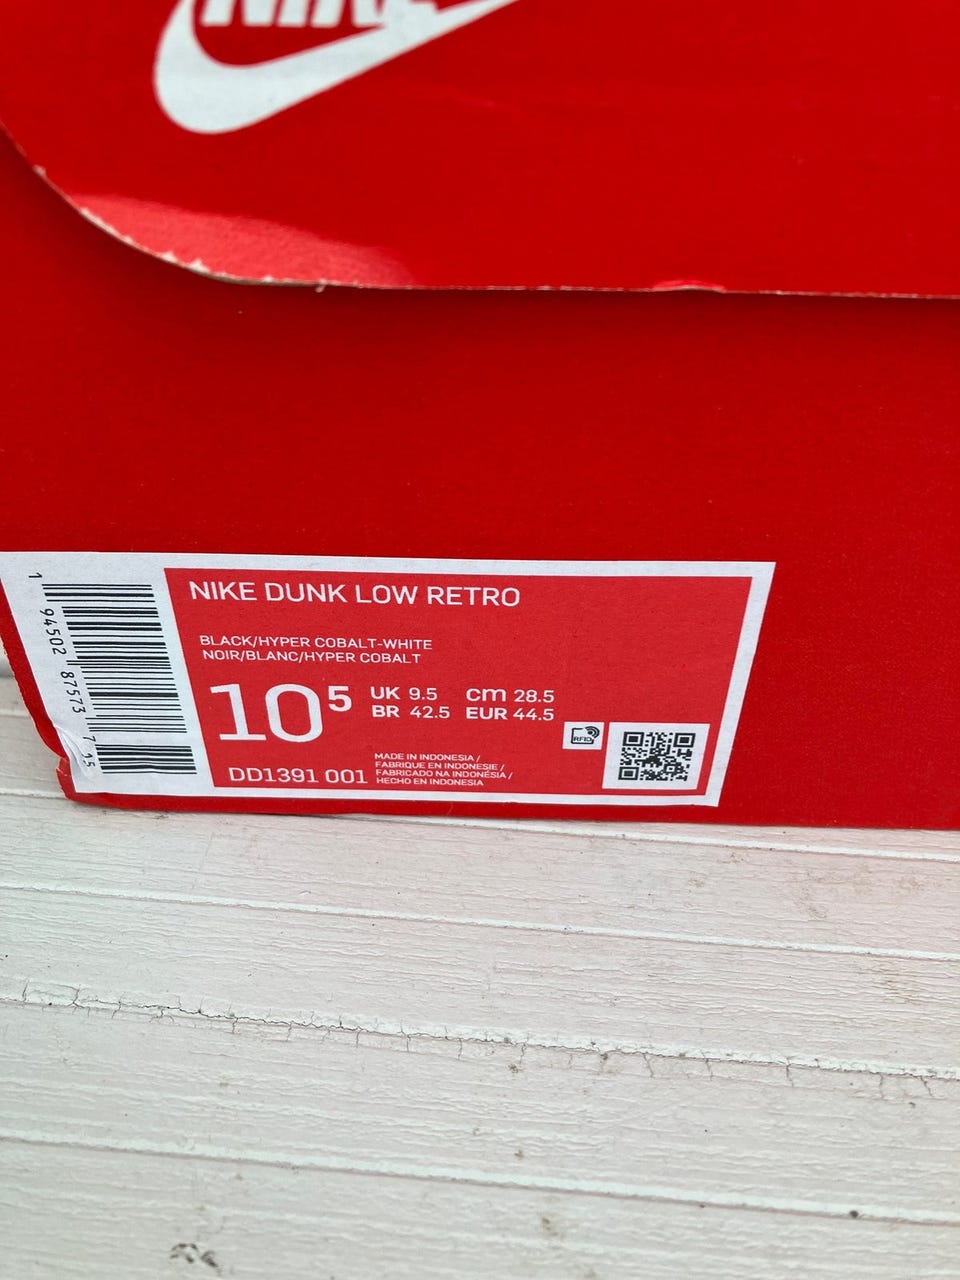 NIKE
NIKE DUNK LOW RETRO
BLACK/HYPER COBALT-WHITE
NOIR/BLANC/HYPER COBALT
10 5 UK 9.5 cm 28.5
BR 42.5 EUR 44.5
RFID
DD1391 001
MADE IN INDONESIA /
FABRIQUE EN INDONESIE /
FABRICADO NA INDONÉSIA /
HECHO EN INDONESIA
1 94502 87573 7 15